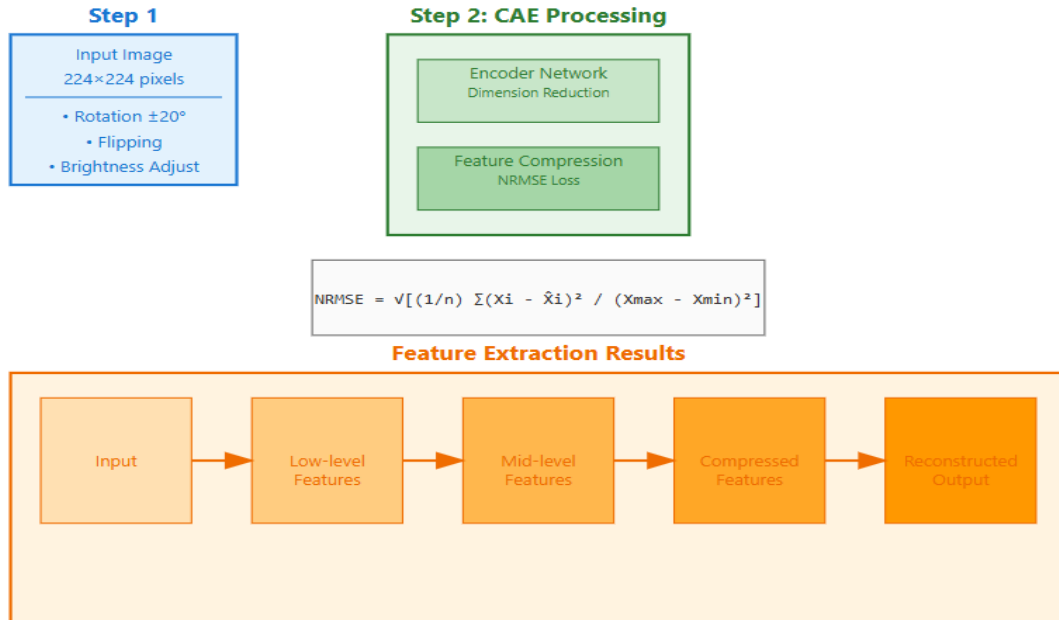 Step 1
Input Image
224×224 pixels
• Rotation ±20°
• Flipping
• Brightness Adjust
Step 2: CAE Processing
Encoder Network
Dimension Reduction
Feature Compression
NRMSE Loss
NRMSE = √[(1/n) Σ(Xi - X̂i)² / (Xmax - Xmin)²]
Feature Extraction Results
Input
Low-level
Features
Mid-level
Features
Compressed
Features
Reconstructed
Output